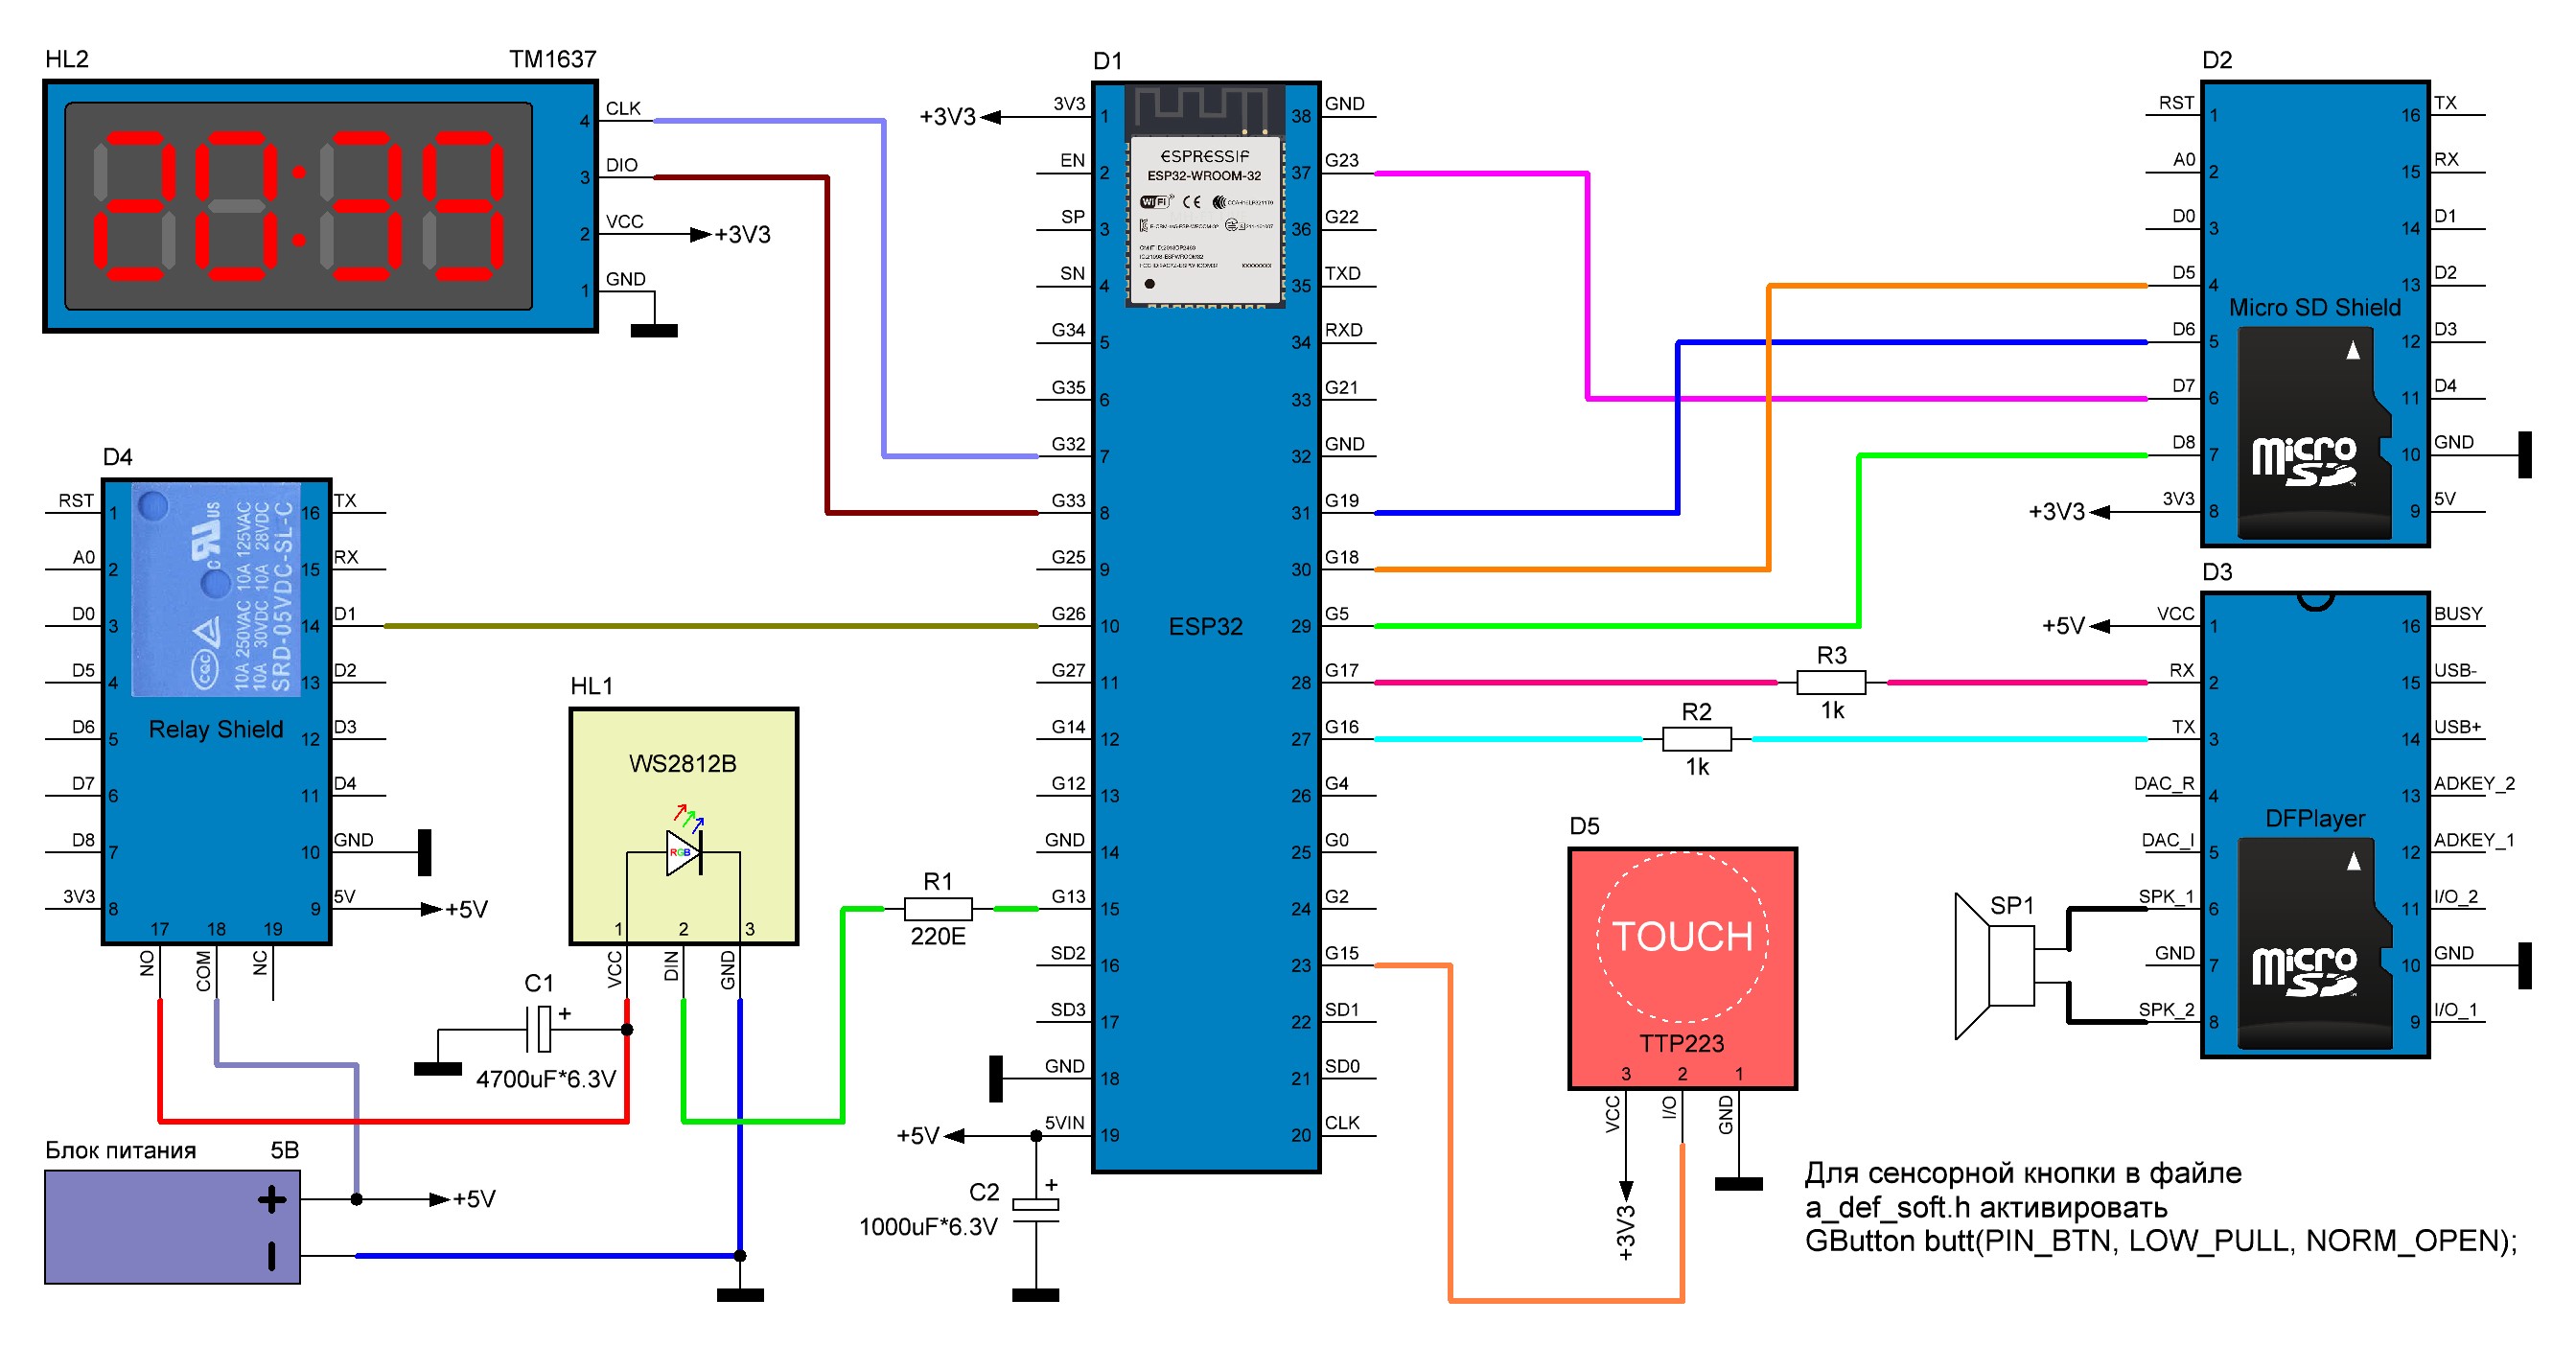 HL2
TM1637
4
CLK
3
DIO
2
VCC
+3V3
1
GND
D4
RST
1
A0
2
D0
3
D5
4
D6
5
D7
6
D8
7
3V3
8
16
TX
15
RX
14
D1
13
D2
12
D3
11
D4
10
GND
9
5V
+5V
17
18
19
NO
COM
NC
10A 250VAC 10A 125VAC
10A 30VDC 10A 28VDC
SRD-05VDC-SL-C
c
US
CQC
Relay Shield
HL1
WS2812B
RGB
1
2
3
VCC
DIN
GND
R1
220E
C1
+
4700uF*6.3V
Блок питания
5В
+
+5V
D1
+3V3
3V3
1
EN
2
SP
3
SN
4
G34
5
G35
6
G32
7
G33
8
G25
9
G26
10
G27
11
G14
12
G12
13
GND
14
G13
15
SD2
16
SD3
17
GND
18
+5V
5VIN
19
C2
+
1000uF*6.3V
ESPRESSIF
ESP32-WROOM-32
WiFi
CE
ESP32
38
GND
37
G23
36
G22
35
TXD
34
RXD
33
G21
32
GND
31
G19
30
G18
29
G5
28
G17
27
G16
26
G4
25
G0
24
G2
23
G15
22
SD1
21
SD0
20
CLK
R3
1k
R2
1k
D5
TOUCH
TTP223
3
2
1
VCC
I/O
GND
+3V3
D2
RST
1
A0
2
D0
3
D5
4
D6
5
D7
6
D8
7
+3V3
3V3
8
16
TX
15
RX
14
D1
13
D2
12
D3
11
D4
10
GND
9
5V
Micro SD Shield
micro
SD
D3
+5V
VCC
1
RX
2
TX
3
DAC_R
4
DAC_I
5
SPK_1
6
GND
7
SPK_2
8
16
BUSY
15
USB-
14
USB+
13
ADKEY_2
12
ADKEY_1
11
I/O_2
10
GND
9
I/O_1
DFPlayer
micro
SD
SP1
20:39
Для сенсорной кнопки в файле
a_def_soft.h активировать
GButton butt(PIN_BTN, LOW_PULL, NORM_OPEN);